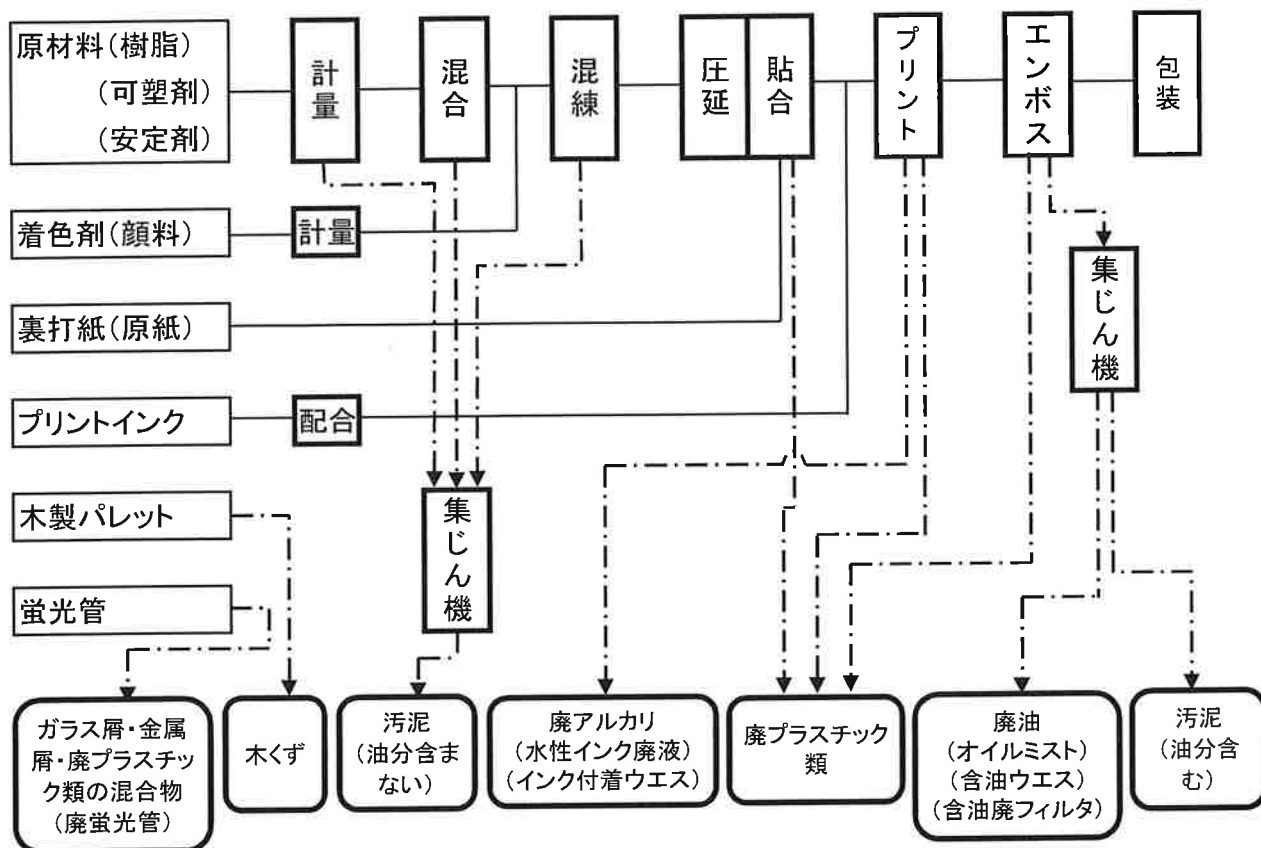 原材料(樹脂)
(可塑剤)
(安定剤)
計量
混合
混練
圧延
貼合
プリント
エンボス
包装
着色剤(顔料)
計量
裏打紙(原紙)
プリントインク
配合
木製パレット
蛍光管
集じん機
集じん機
ガラス屑・金属
屑・廃プラスチッ
ク類の混合物
(廃蛍光管)
木くず
汚泥
(油分含ま
ない)
廃アルカリ
(水性インク廃液)
(インク付着ウエス)
廃プラスチック
類
廃油
(オイルミスト)
(含油ウエス)
(含油廃フィルタ)
汚泥
(油分含
む)